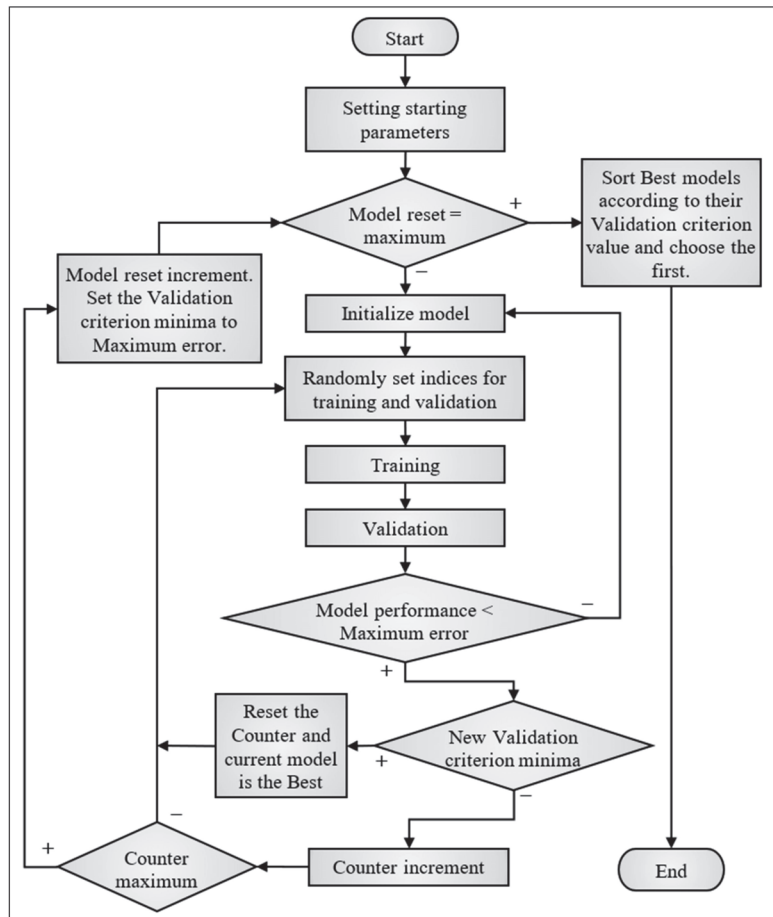 Start
Setting starting
parameters
Model reset =
maximum
+
–
Sort Best models
according to their
Validation criterion
value and choose the
first.
Model reset increment.
Set the Validation
criterion minima to
Maximum error.
Initialize model
Randomly set indices for
training and validation
Training
Validation
Model performance <
Maximum error
–
+
New Validation
criterion minima
+
–
Reset the
Counter and
current model
is the Best
Counter increment
Counter
maximum
–
+
End